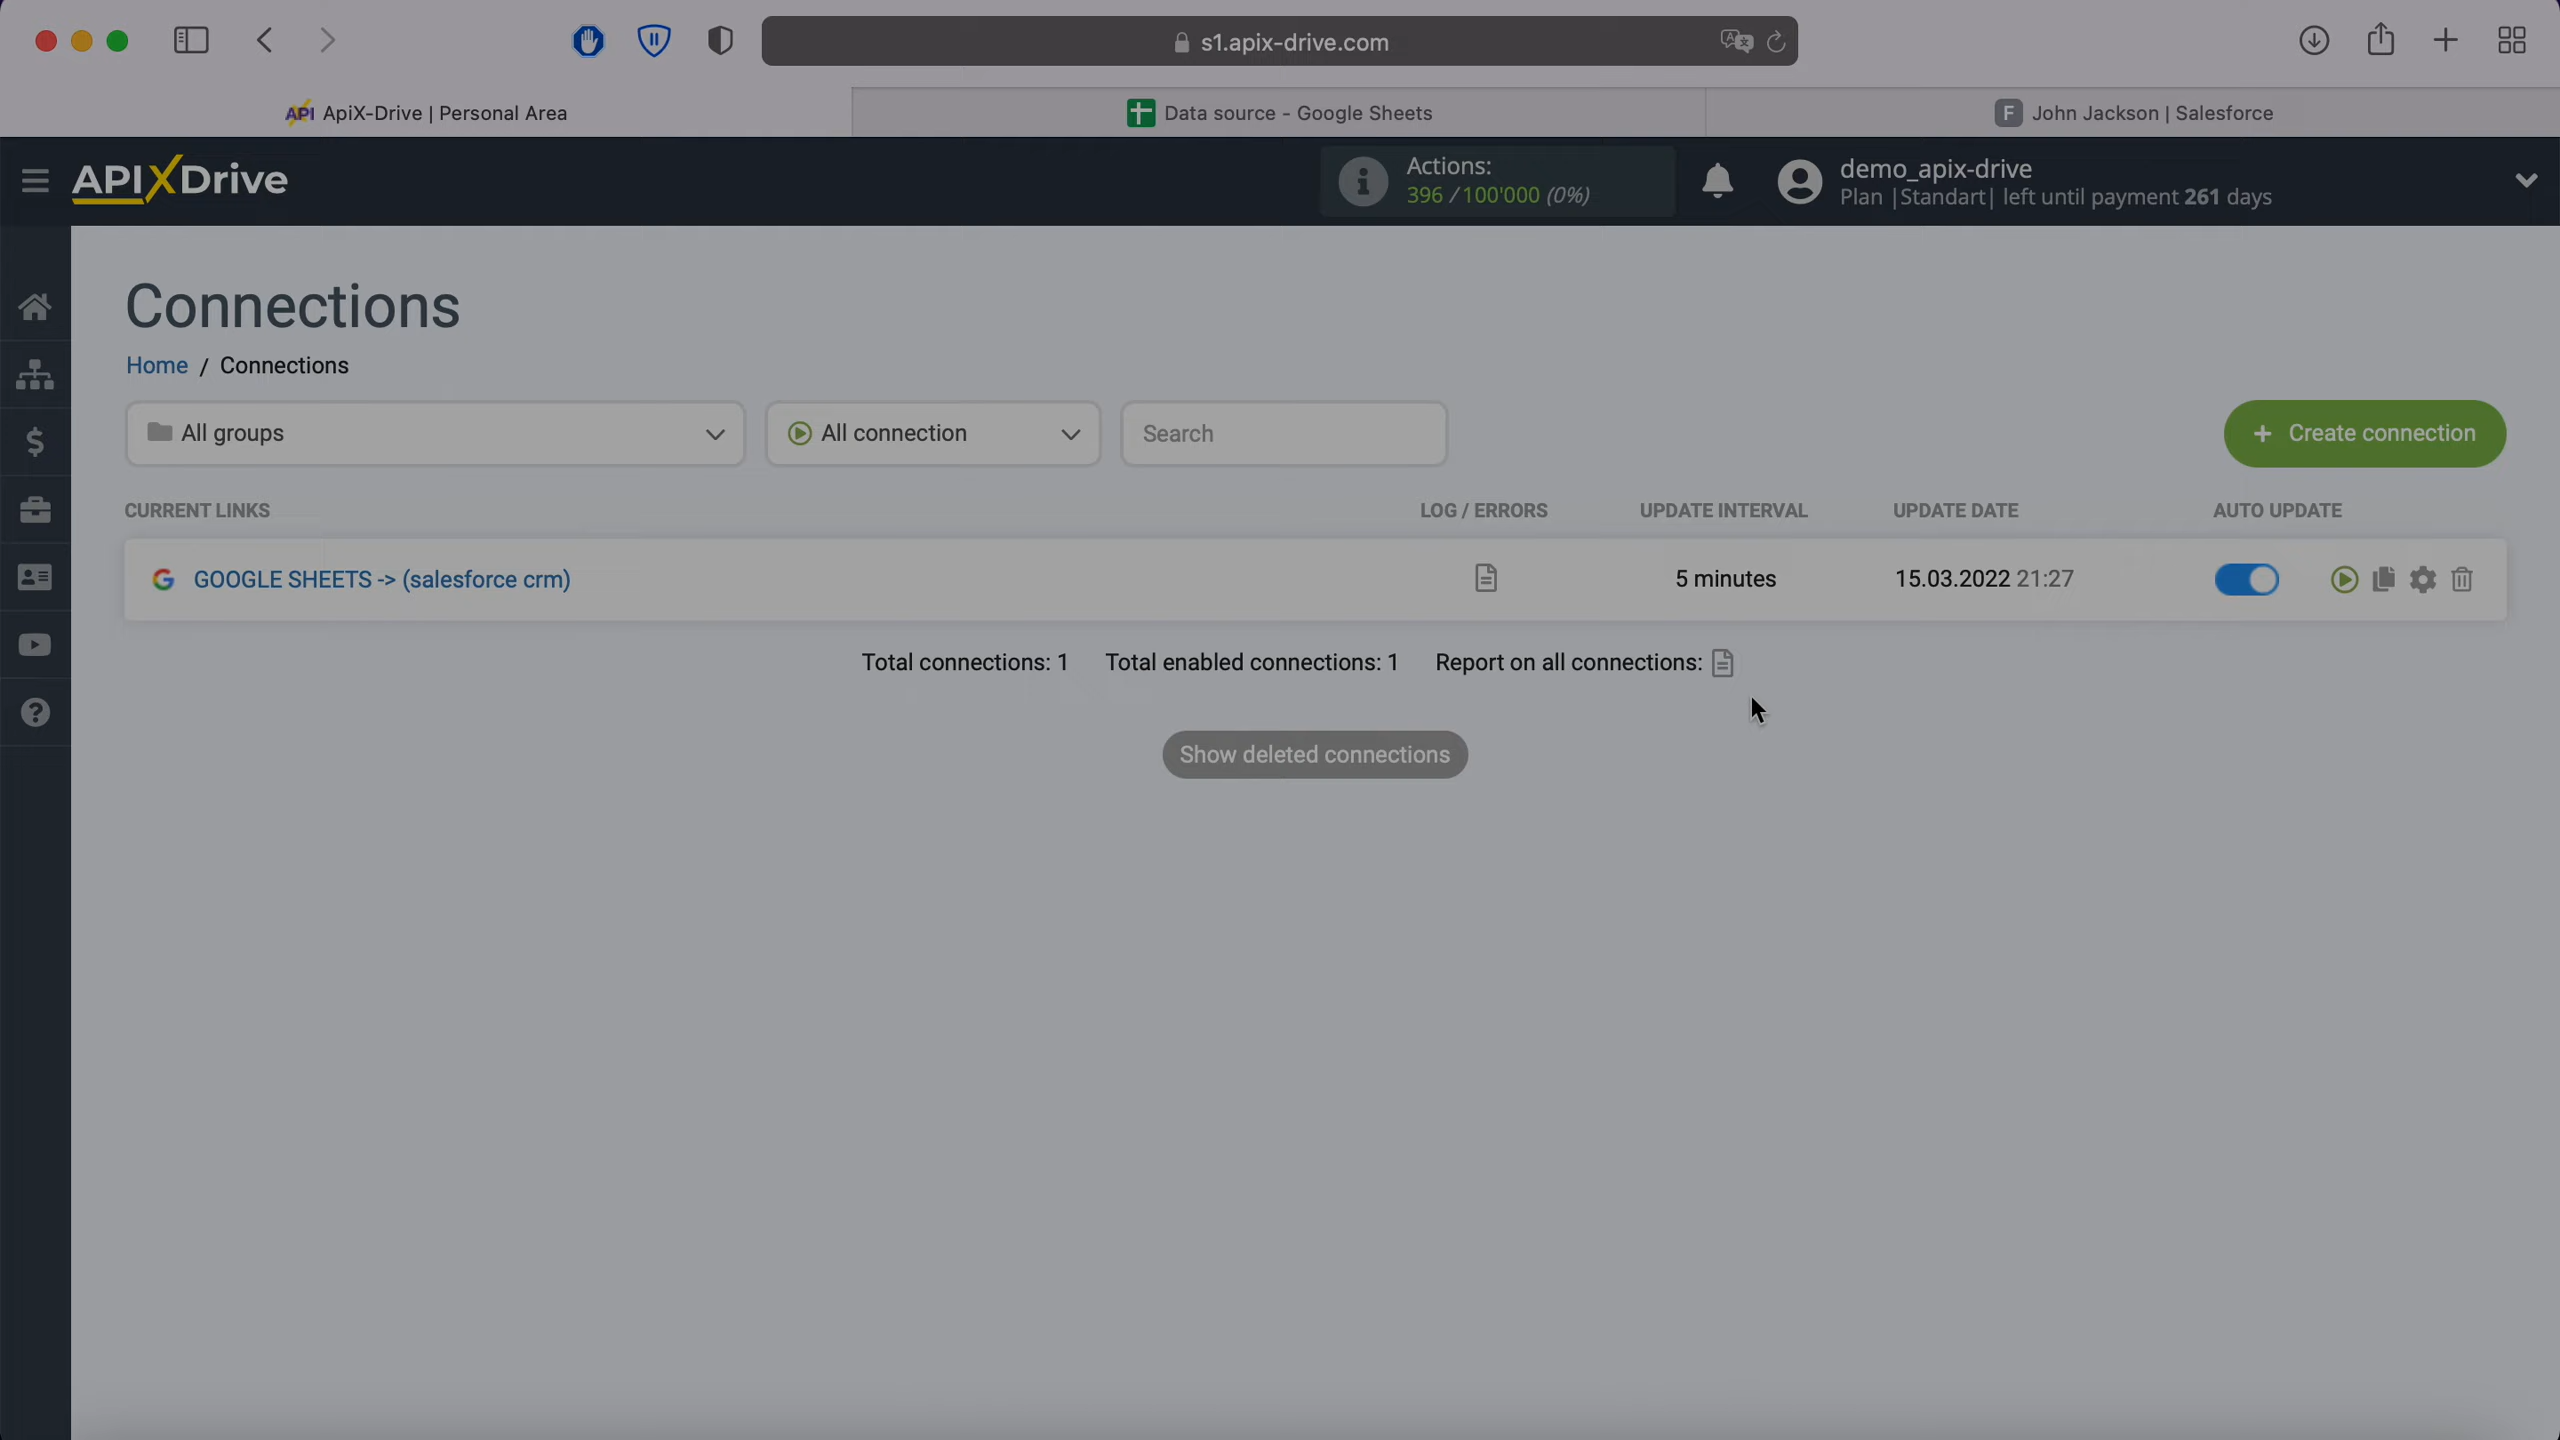 s1.apix-drive.com
API ApiX-Drive | Personal Area
Data source - Google Sheets
F John Jackson | Salesforce
APIXDrive
Actions:
396 / 100'000 (0%)
demo_apix-drive
Plan |Standart| left until payment 261 days
Connections
Home / Connections
All groups
All connection
Search
+ Create connection
CURRENT LINKS
LOG / ERRORS
UPDATE INTERVAL
UPDATE DATE
AUTO UPDATE
G GOOGLE SHEETS -> (salesforce crm)
5 minutes
15.03.2022 21:27
Total connections: 1
Total enabled connections: 1
Report on all connections:
Show deleted connections